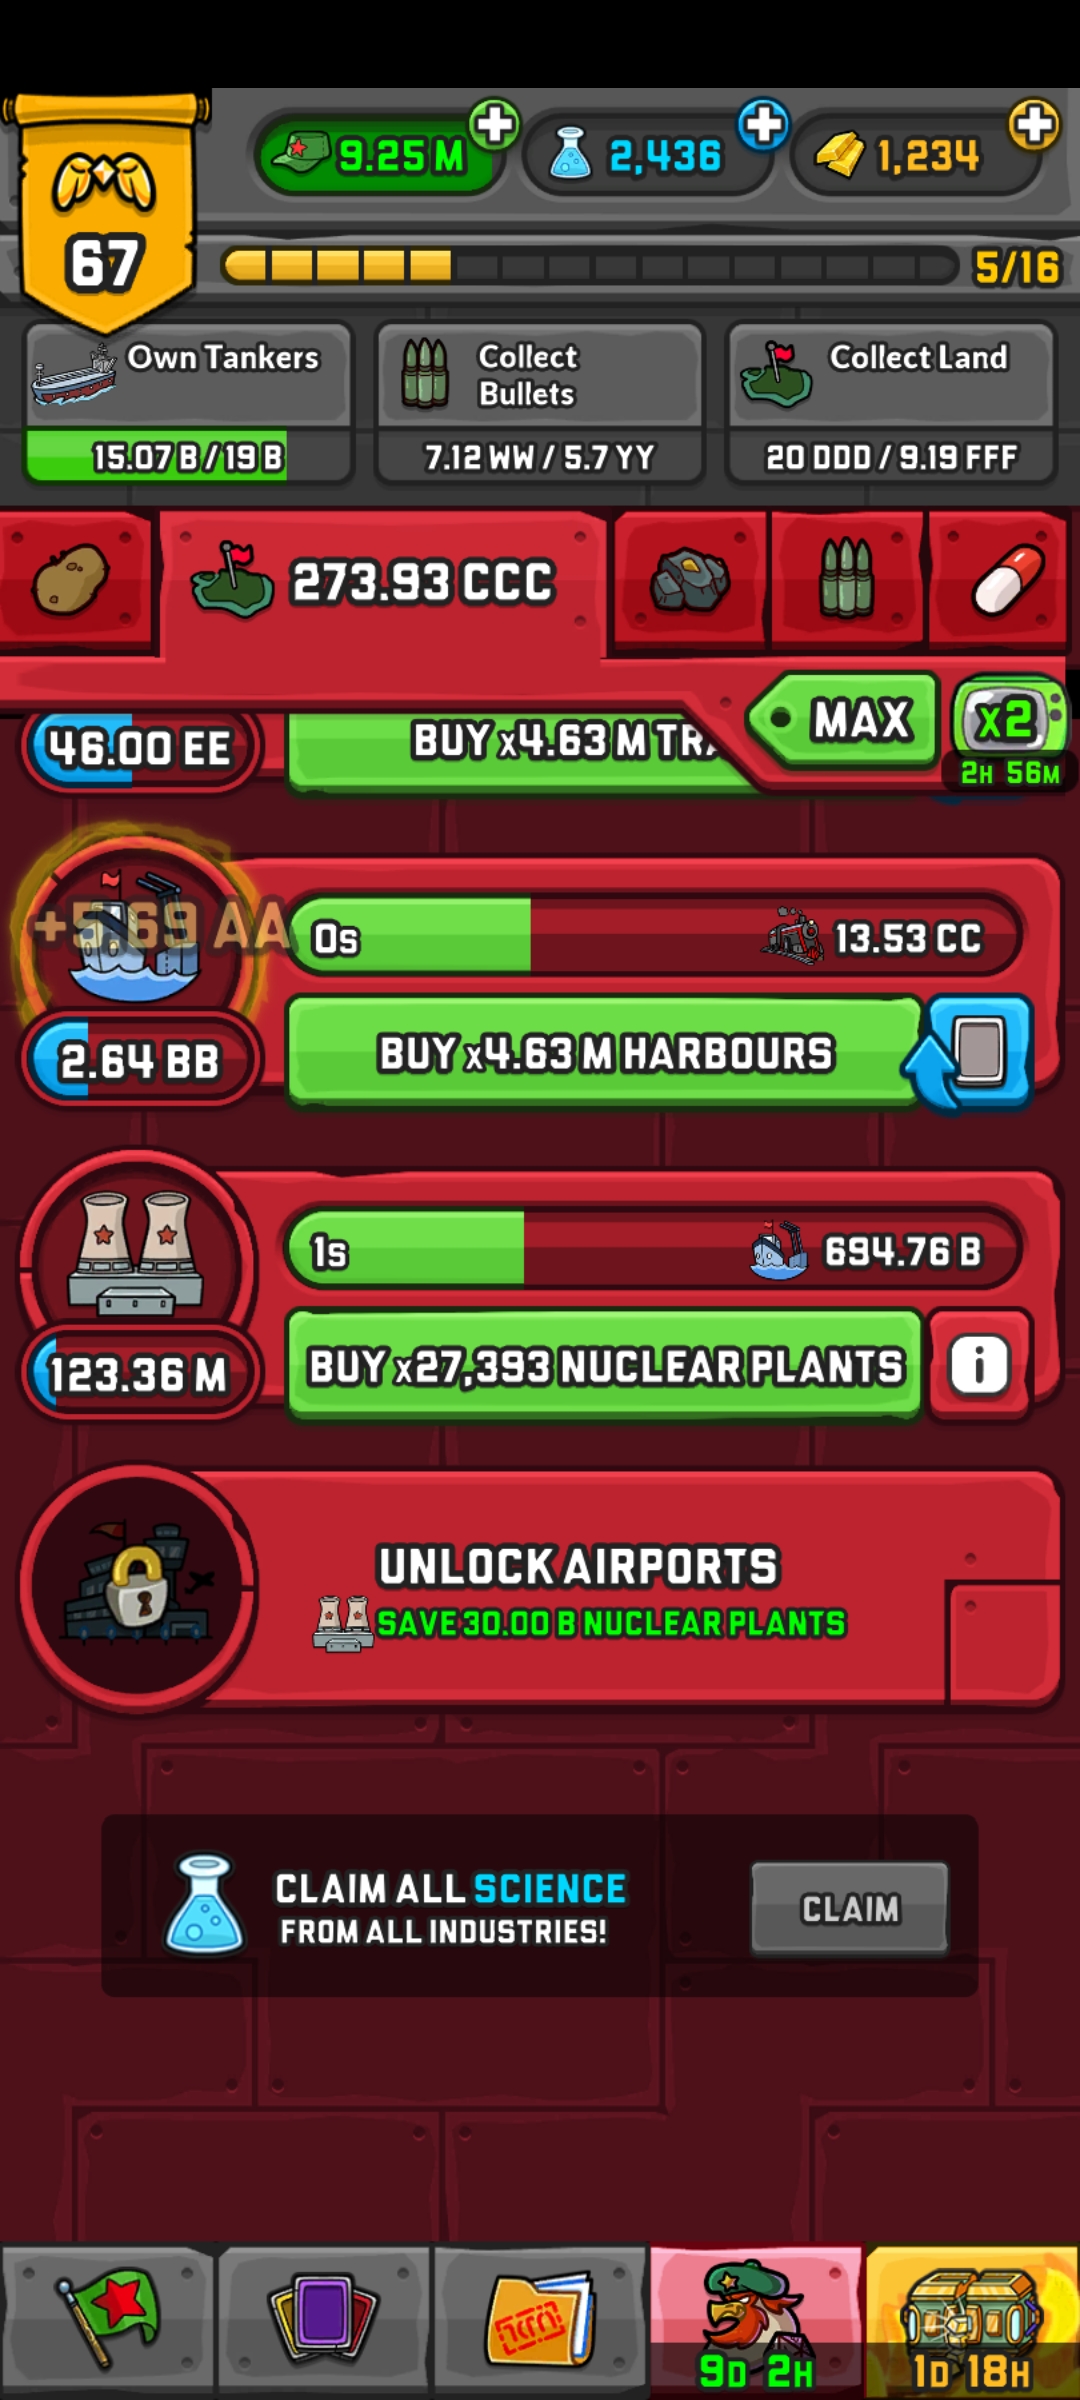 67
9.25 M
2,436
1,234
5/16
Own Tankers
15.07 B / 19 B
Collect
Bullets
7.12 WW / 5.7 YY
Collect Land
20 DDD / 9.19 FFF
273.93 CCC
MAX
x2
2H 56M
46.00 EE
BUY x4.63 M
+5.69 AA
0s
13.53 CC
2.64 BB
BUY x4.63 M HARBOURS
1s
694.76 B
123.36 M
BUY x27,393 NUCLEAR PLANTS
i
UNLOCK AIRPORTS
SAVE 30.00 B NUCLEAR PLANTS
CLAIM ALL SCIENCE
FROM ALL INDUSTRIES!
CLAIM
9D 2H
1D 18H